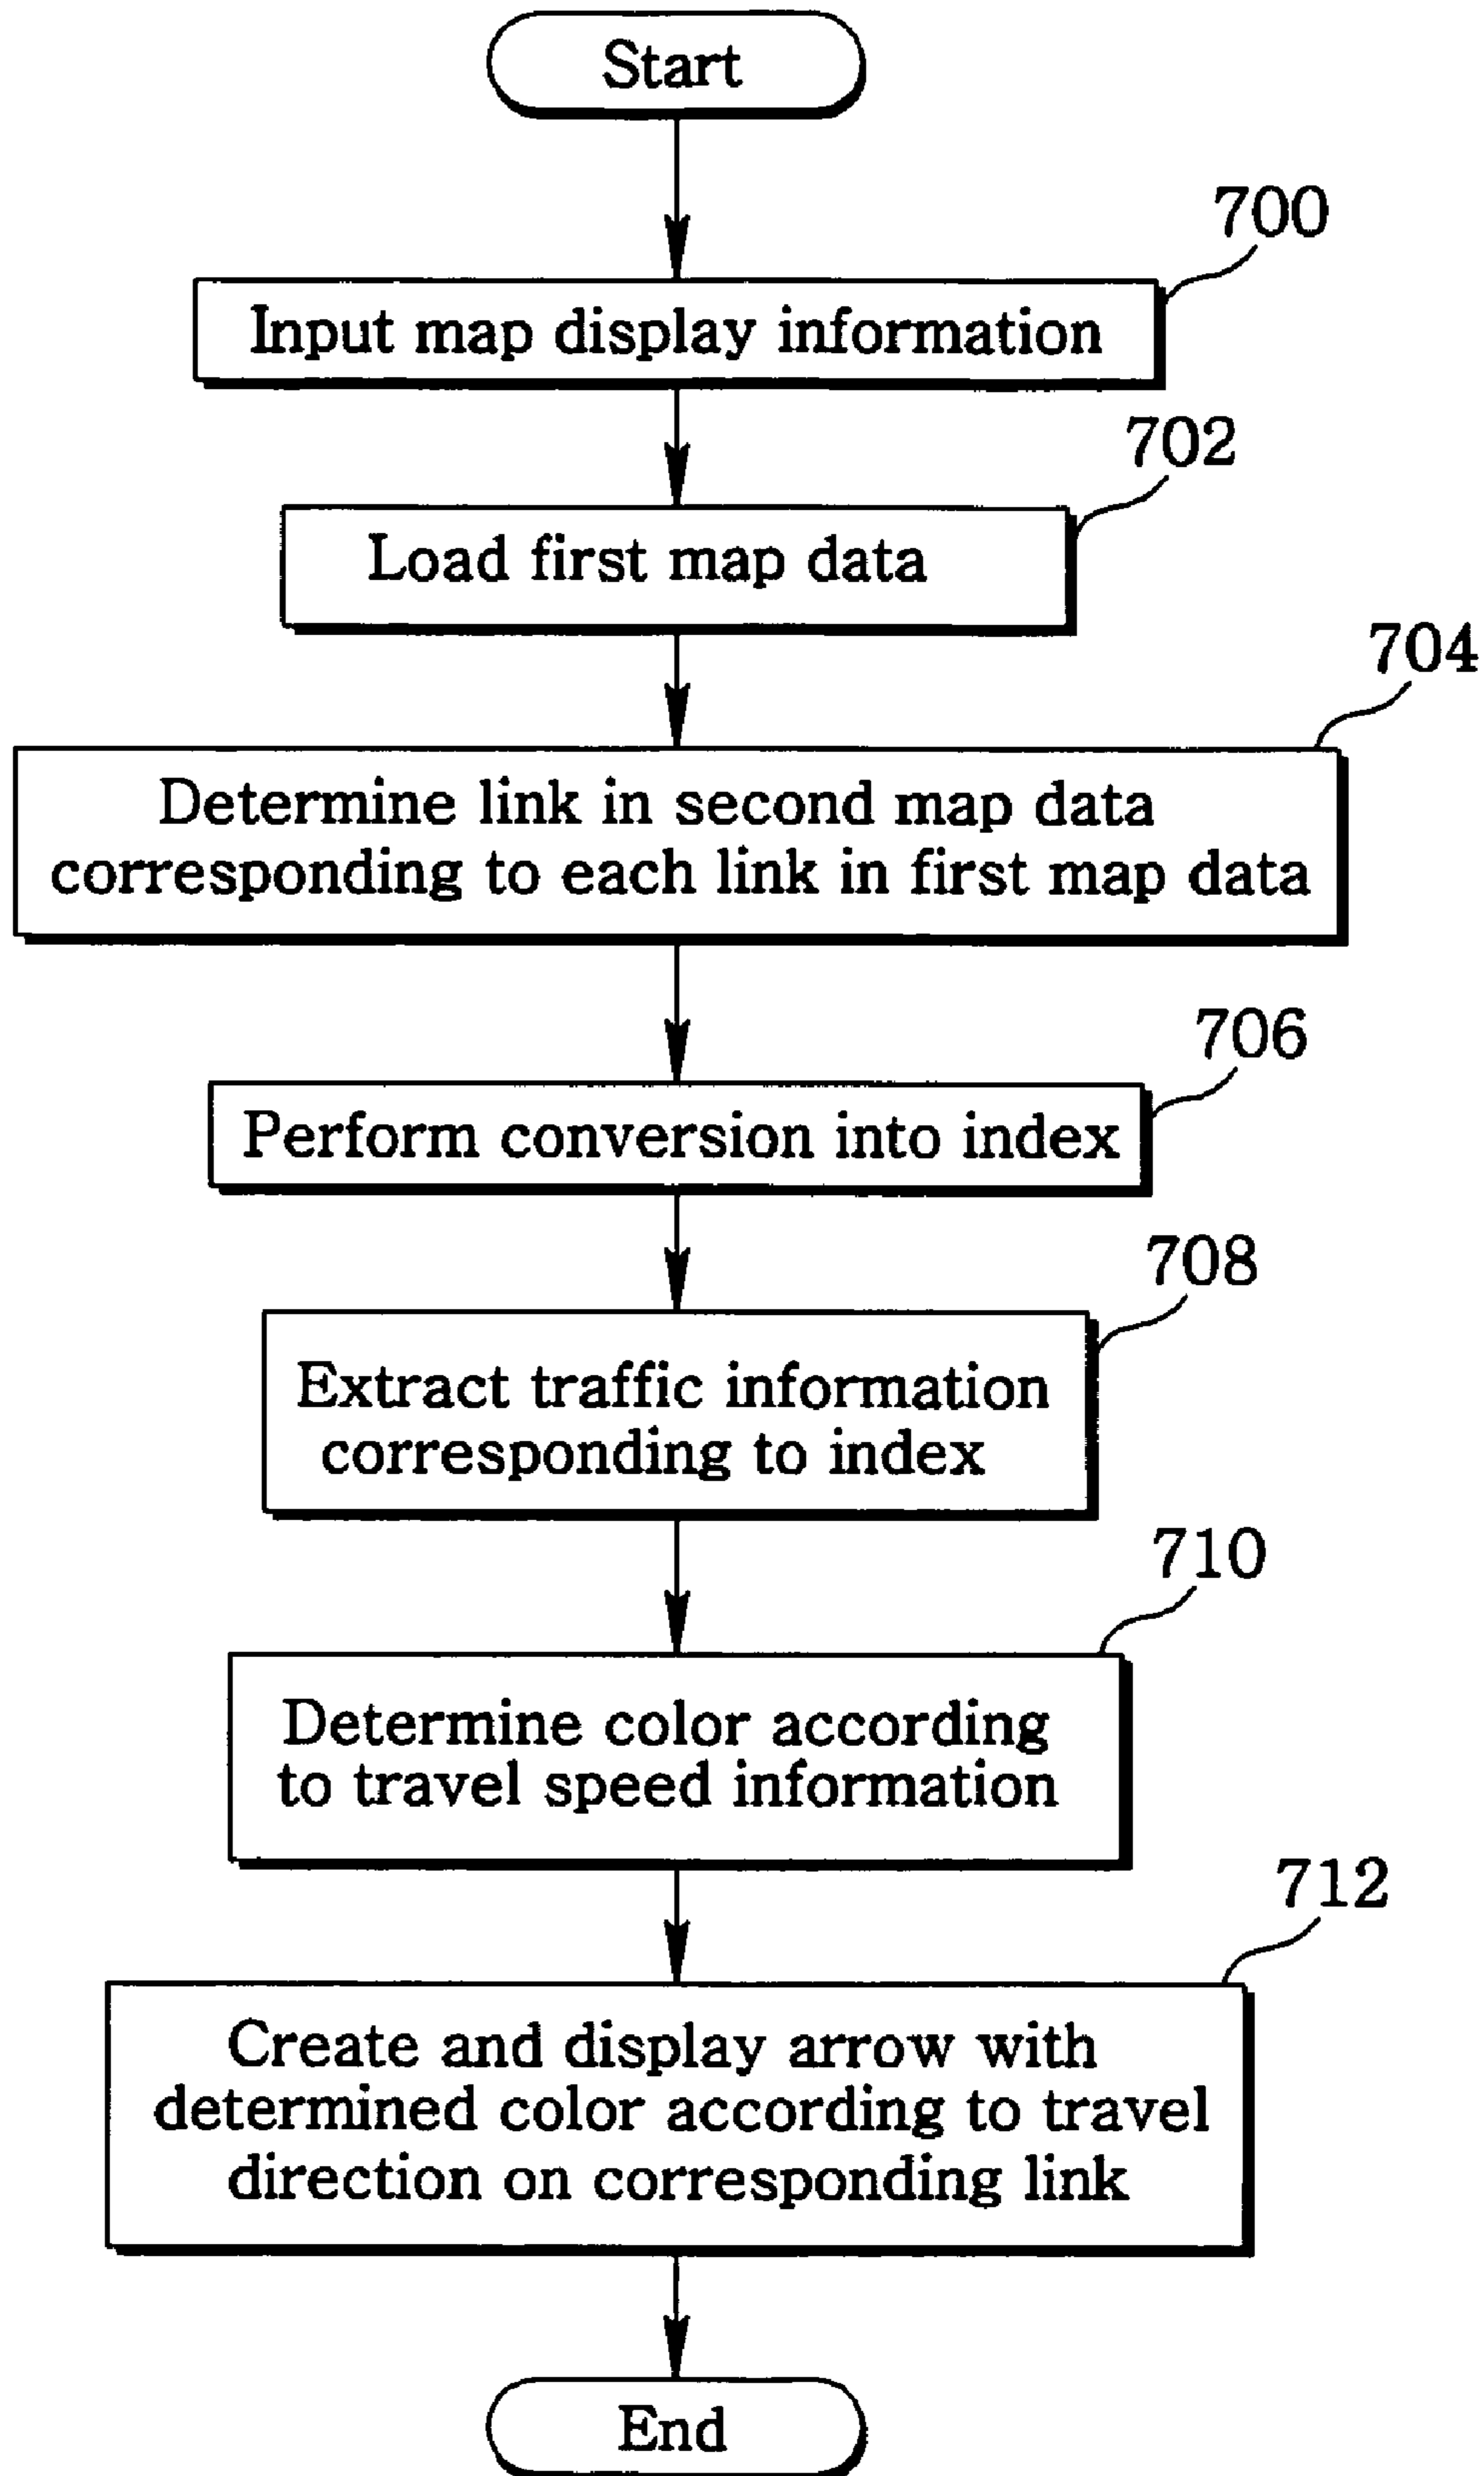 Start
700
Input map display information
702
Load first map data
704
Determine link in second map data
corresponding to each link in first map data
706
Perform conversion into index
708
Extract traffic information
corresponding to index
710
Determine color according
to travel speed information
712
Create and display arrow with
determined color according to travel
direction on corresponding link
End